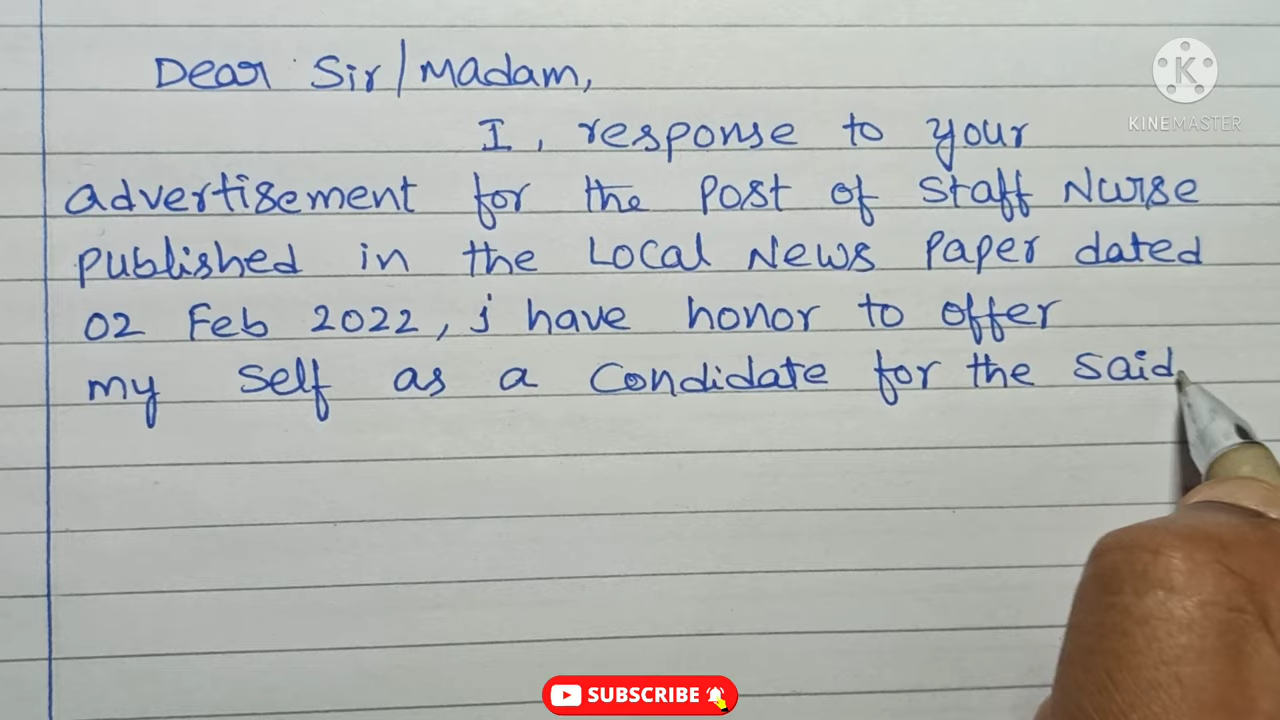 Dear Sir/Madam,
KINEMASTER
I, response to your
advertisement for the Post of Staff Nurse
published in the Local News Paper dated
02 Feb 2022, i have honor to offer
my self as a Condidate for the said
SUBSCRIBE